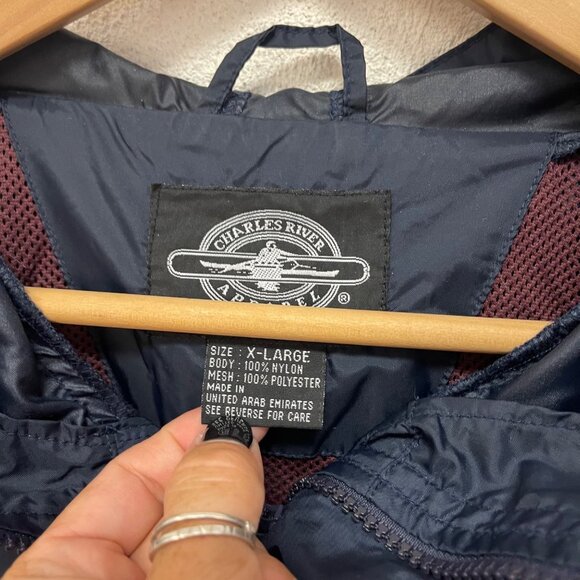 CHARLES RIVER
APPAREL ®
SIZE : X-LARGE
BODY : 100% NYLON
MESH : 100% POLYESTER
MADE IN
UNITED ARAB EMIRATES
SEE REVERSE FOR CARE